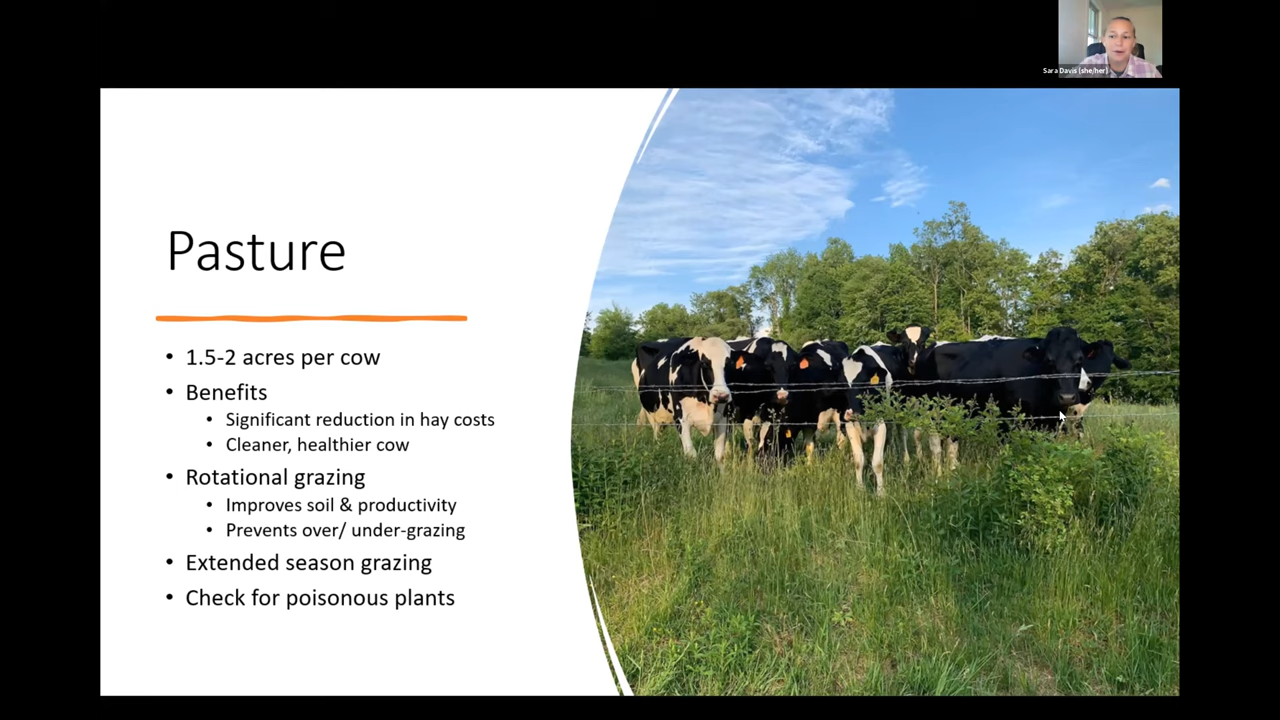 Sara Davis (she/her)
Pasture
• 1.5-2 acres per cow
• Benefits
• Significant reduction in hay costs
• Cleaner, healthier cow
• Rotational grazing
• Improves soil & productivity
• Prevents over/ under-grazing
• Extended season grazing
• Check for poisonous plants